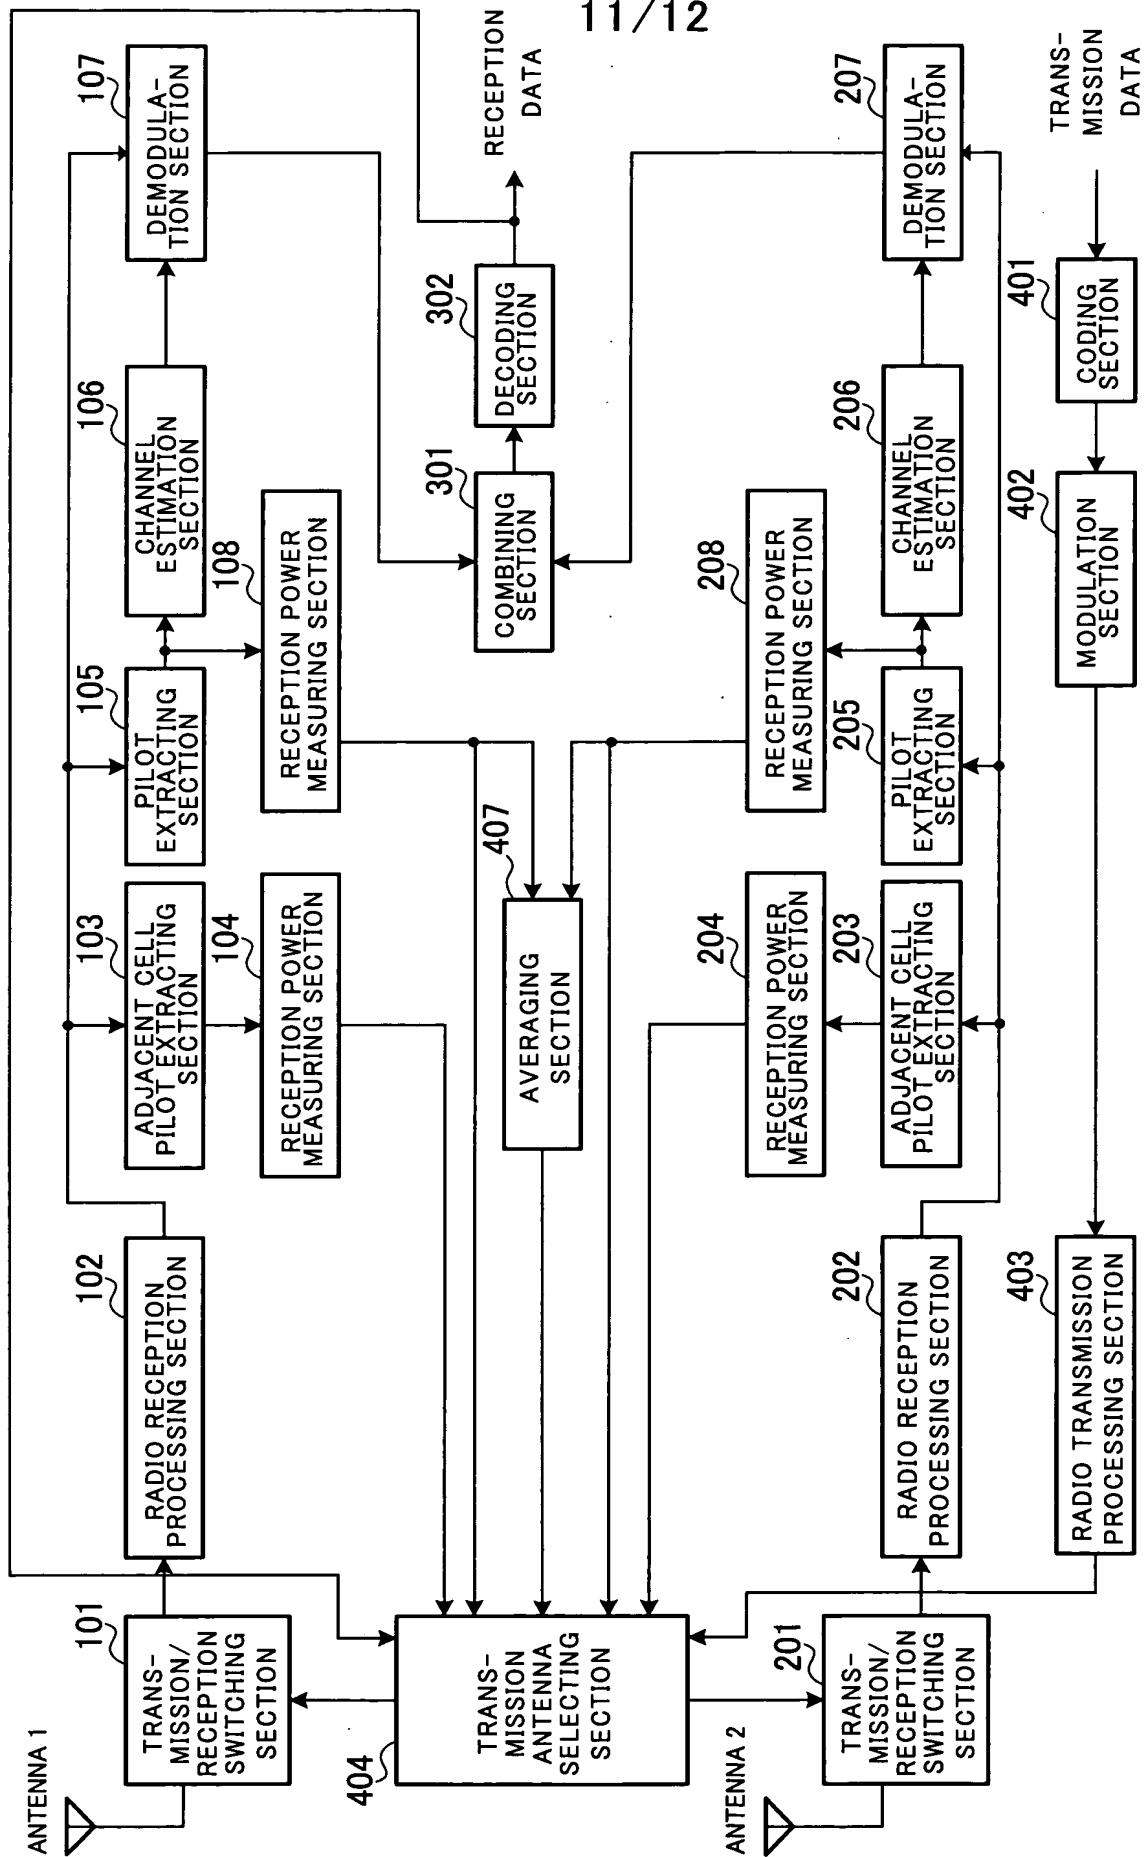 11/12
ANTENNA 1
101
TRANS-
MISSION/
RECEPTION
SWITCHING
SECTION
102
RADIO RECEPTION
PROCESSING SECTION
103
ADJACENT CELL
PILOT EXTRACTING
SECTION
104
RECEPTION POWER
MEASURING SECTION
105
PILOT
EXTRACTING
SECTION
106
CHANNEL
ESTIMATION
SECTION
107
DEMODULA-
TION SECTION
108
RECEPTION POWER
MEASURING SECTION
404
TRANS-
MISSION
ANTENNA
SELECTING
SECTION
407
AVERAGING
SECTION
301
COMBINING
SECTION
302
DECODING
SECTION
RECEPTION
DATA
ANTENNA 2
201
TRANS-
MISSION/
RECEPTION
SWITCHING
SECTION
202
RADIO RECEPTION
PROCESSING SECTION
204
RECEPTION POWER
MEASURING SECTION
203
ADJACENT CELL
PILOT EXTRACTING
SECTION
208
RECEPTION POWER
MEASURING SECTION
205
PILOT
EXTRACTING
SECTION
206
CHANNEL
ESTIMATION
SECTION
207
DEMODULA-
TION SECTION
403
RADIO TRANSMISSION
PROCESSING SECTION
402
MODULATION
SECTION
401
CODING
SECTION
TRANS-
MISSION
DATA